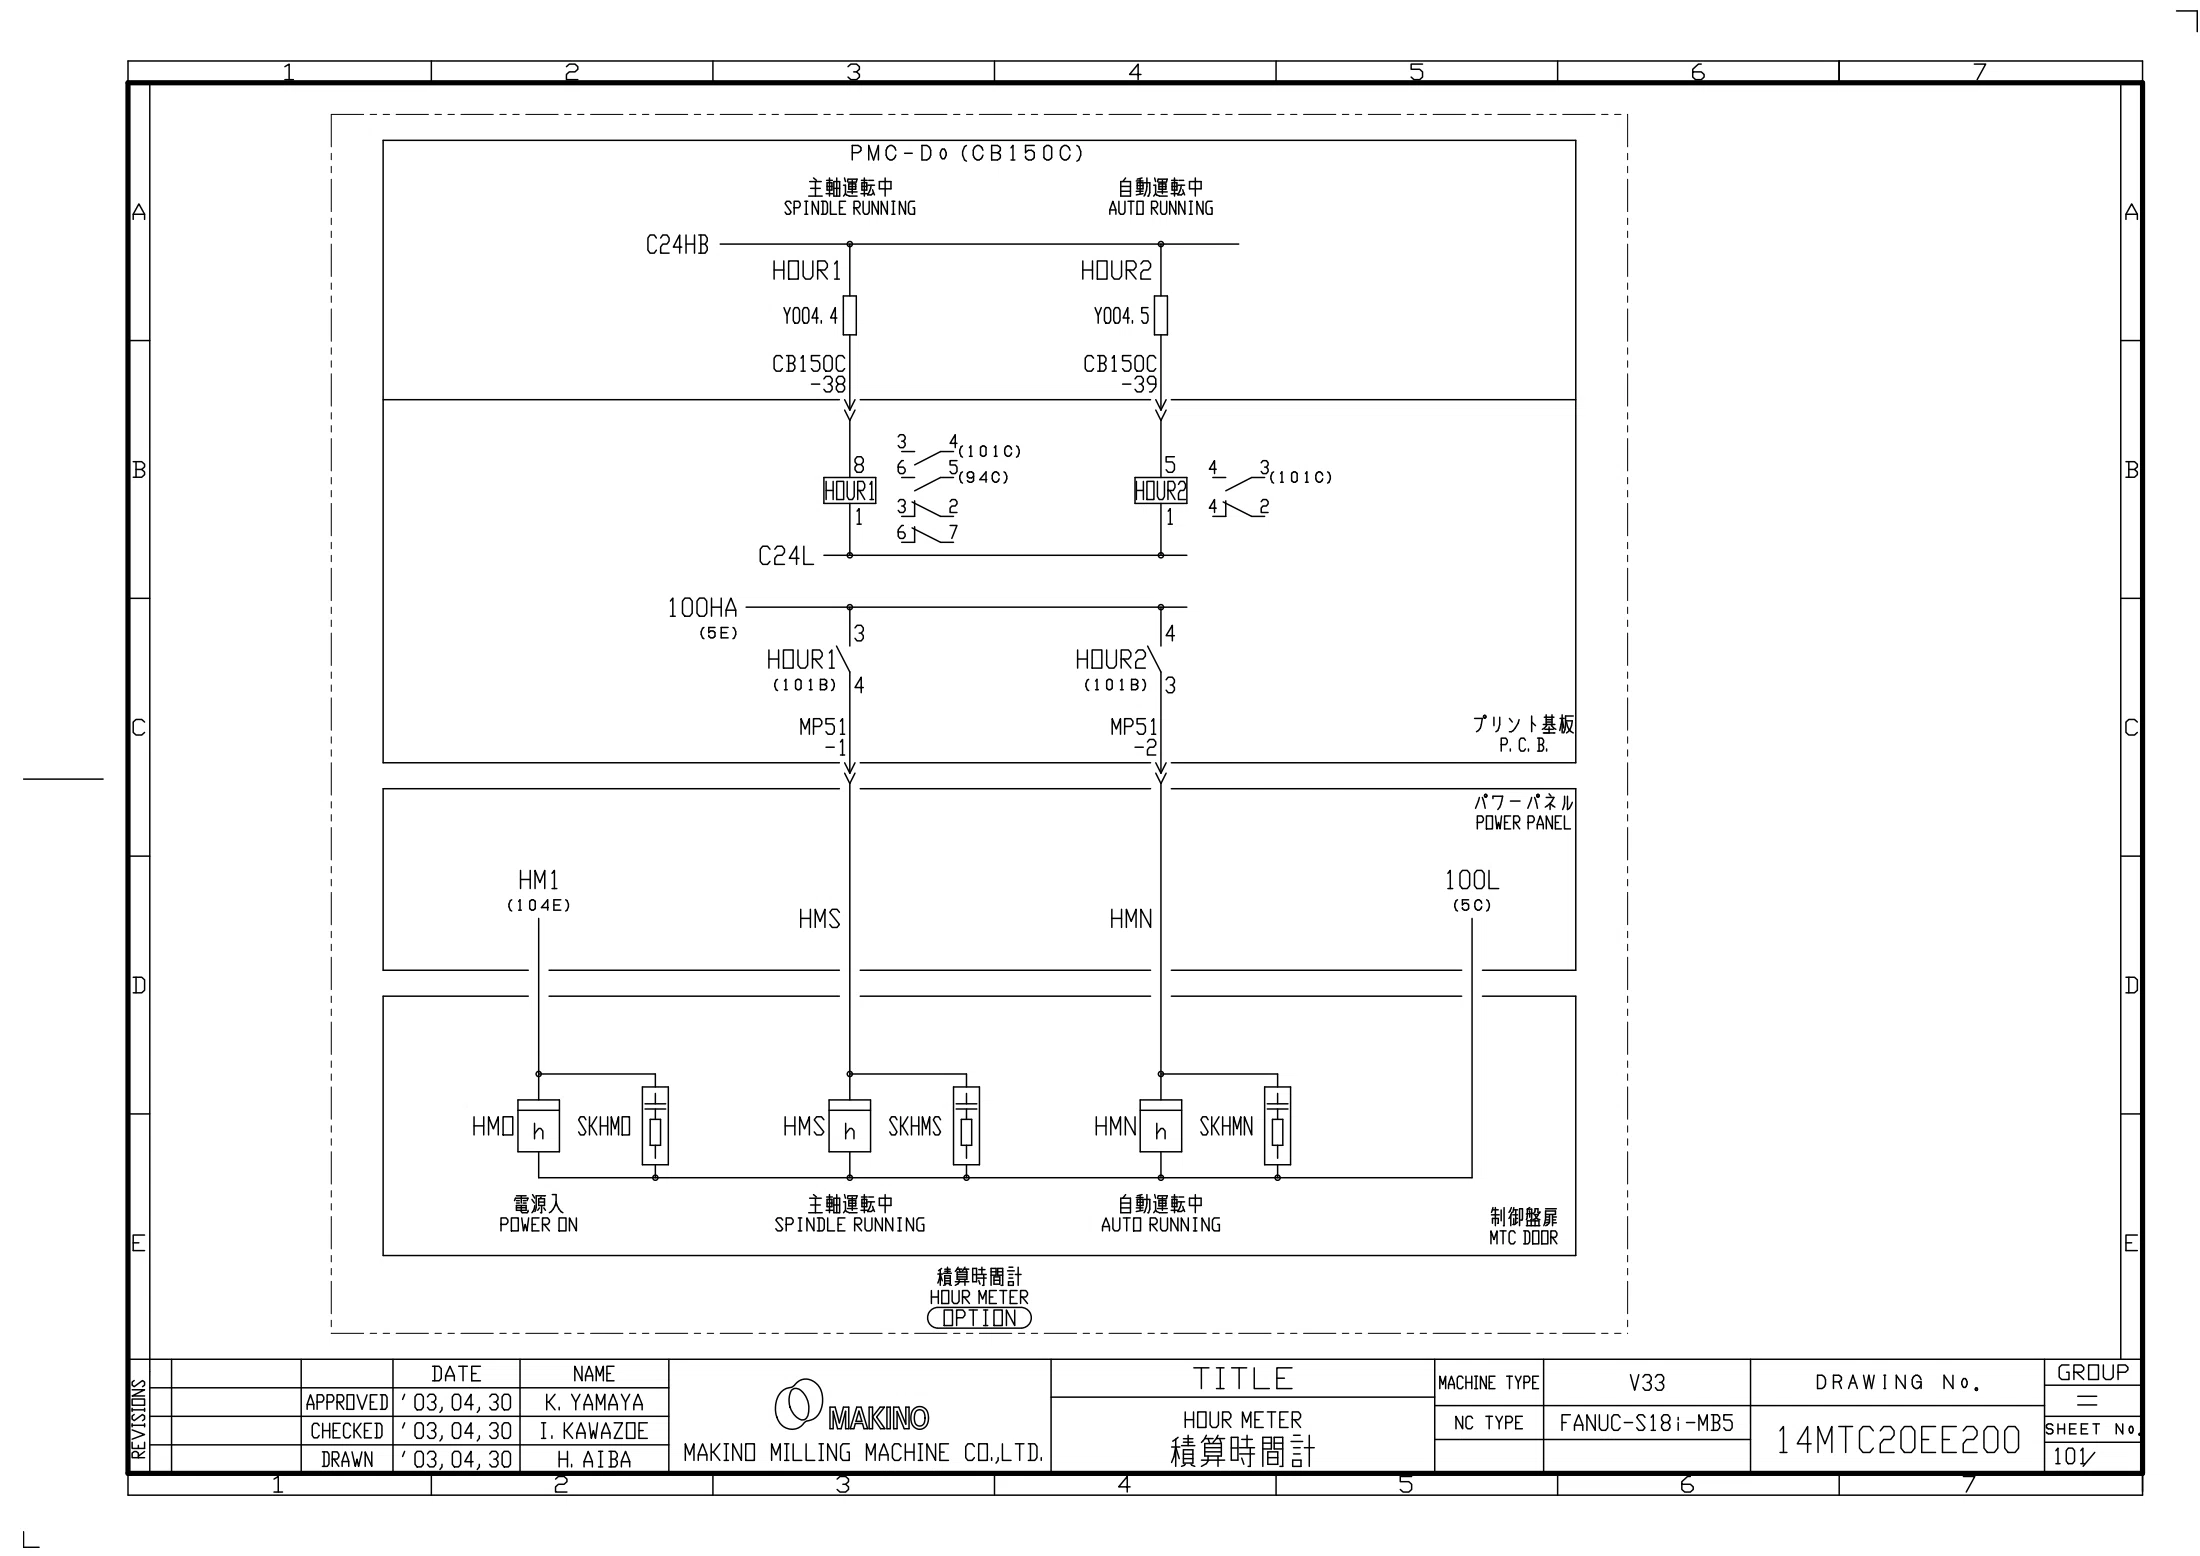 1 2 3 4 5 6 7
PMC-Do (CB150C)
主軸運転中 自動運転中
SPINDLE RUNNING AUTO RUNNING
A A
C24HB
HOUR1 HOUR2
Y004.4 Y004.5
CB150C CB150C
-38 -39
3 4 (101C)
8 6 5 (94C) 5 4 3 (101C)
B B
HOUR1 HOUR2
1 3 2 1 4 2
6 7
C24L
100HA
(5E) 3 4
HOUR1 HOUR2
(101B) 4 (101B) 3
C C
MP51 MP51 プリント基板
-1 -2 P.C.B.
パワーパネル
POWER PANEL
HM1 100L
(104E) (5C)
HMS HMN
D D
HMO h SKHMO HMS h SKHMS HMN h SKHMN
電源入 主軸運転中 自動運転中
POWER ON SPINDLE RUNNING AUTO RUNNING
制御盤扉
MTC DOOR
E E
積算時間計
HOUR METER
OPTION
REVISIONS
DATE NAME
APPROVED '03,04,30 K. YAMAYA
CHECKED '03,04,30 I. KAWAZOE
DRAWN '03,04,30 H. AIBA
MAKINO
MAKINO MILLING MACHINE CO.,LTD.
TITLE
HOUR METER
積算時間計
MACHINE TYPE V33
NC TYPE FANUC-S18i-MB5
DRAWING No.
14MTC20EE200
GROUP
=
SHEET No.
101/
1 2 3 4 5 6 7